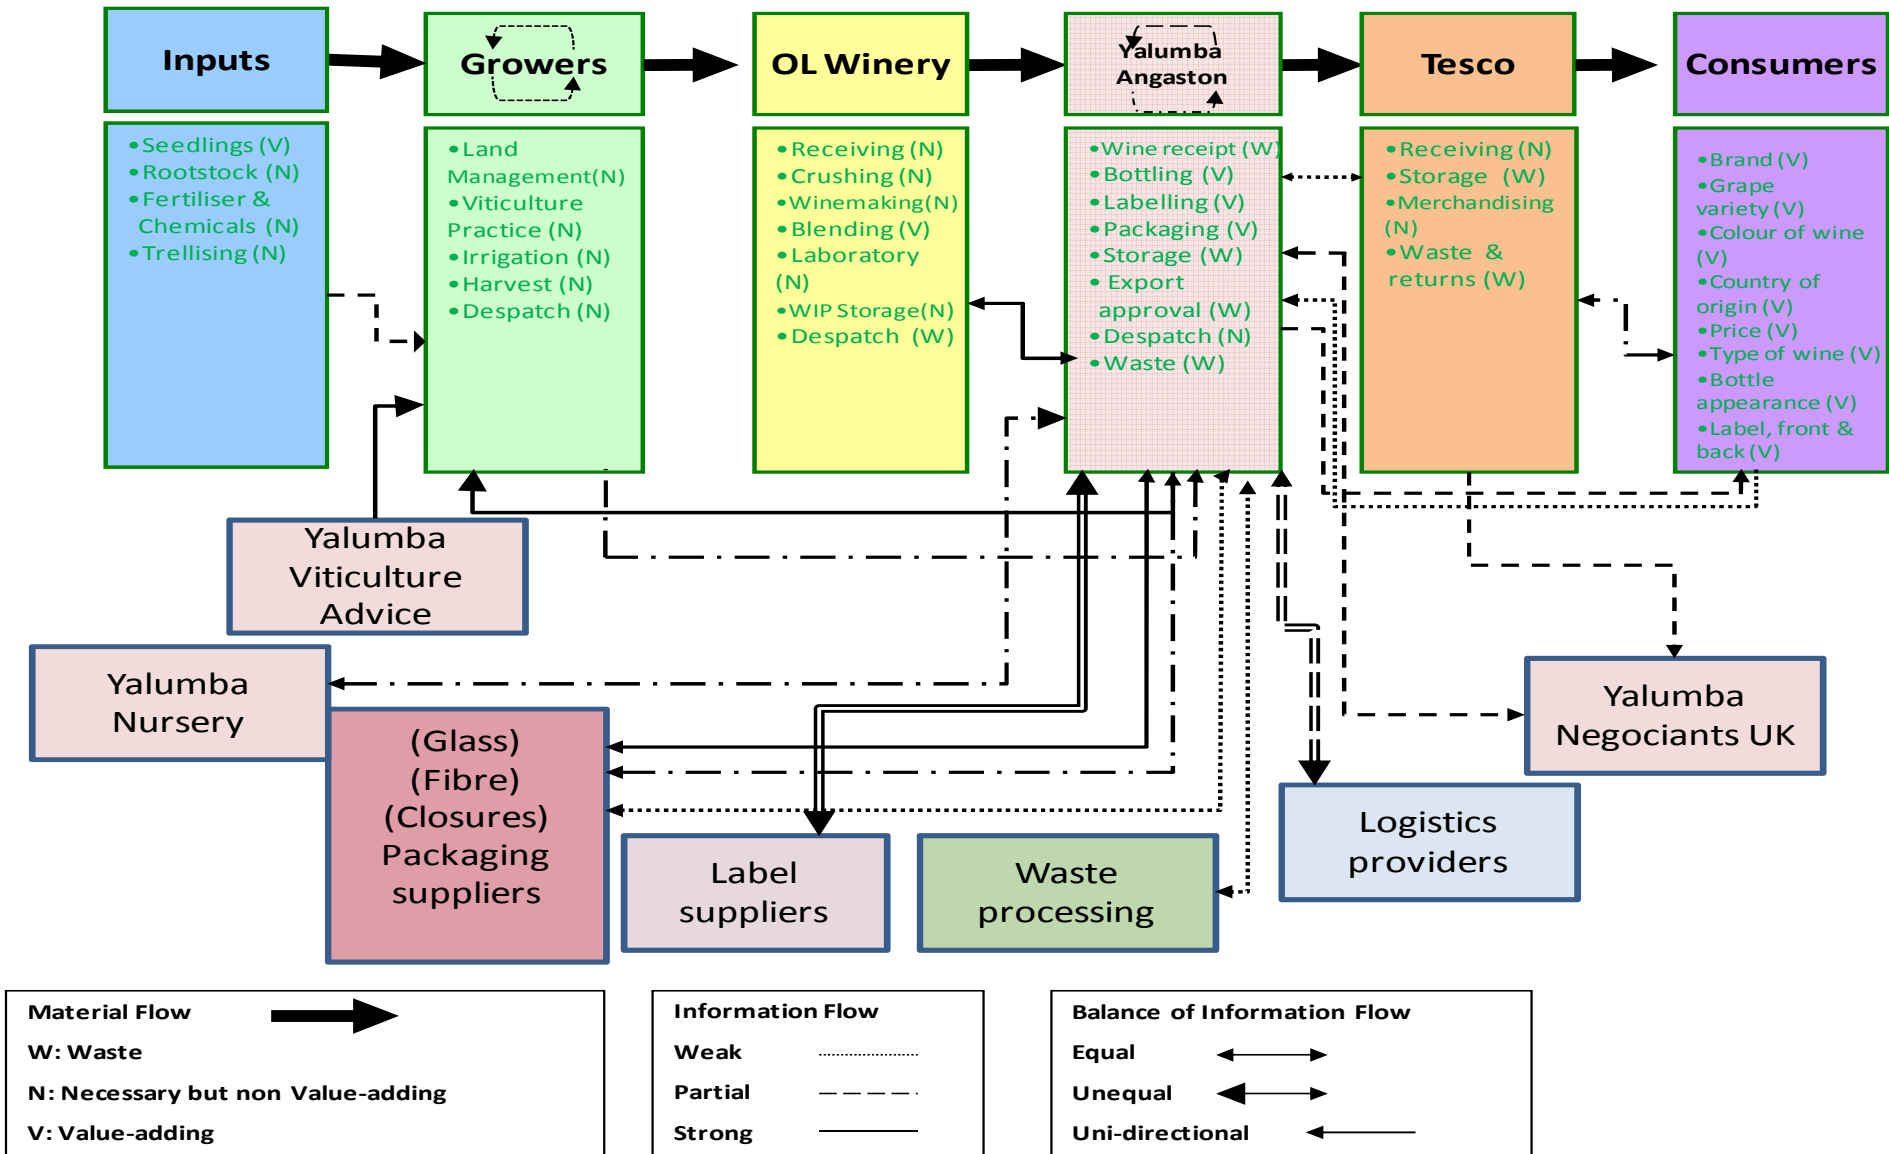 Inputs
Growers
OL Winery
Yalumba
Angaston
Tesco
Consumers
•Seedlings (V)
•Rootstock (N)
•Fertiliser &
Chemicals (N)
•Trellising (N)
•Land
Management(N)
•Viticulture
Practice (N)
•Irrigation (N)
•Harvest (N)
•Despatch (N)
•Receiving (N)
•Crushing (N)
•Winemaking(N)
•Blending (V)
•Laboratory
(N)
•WIP Storage(N)
•Despatch (W)
•Wine receipt (W)
•Bottling (V)
•Labelling (V)
•Packaging (V)
•Storage (W)
•Export
approval (W)
•Despatch (N)
•Waste (W)
•Receiving (N)
•Storage (W)
•Merchandising
(N)
•Waste &
returns (W)
•Brand (V)
•Grape
variety (V)
•Colour of wine
(V)
•Country of
origin (V)
•Price (V)
•Type of wine (V)
•Bottle
appearance (V)
•Label, front &
back (V)
Yalumba
Viticulture
Advice
Yalumba
Nursery
(Glass)
(Fibre)
(Closures)
Packaging
suppliers
Label
suppliers
Waste
processing
Logistics
providers
Yalumba
Negociants UK
Material Flow
W: Waste
N: Necessary but non Value-adding
V: Value-adding
Information Flow
Weak
Partial
Strong
Balance of Information Flow
Equal
Unequal
Uni-directional